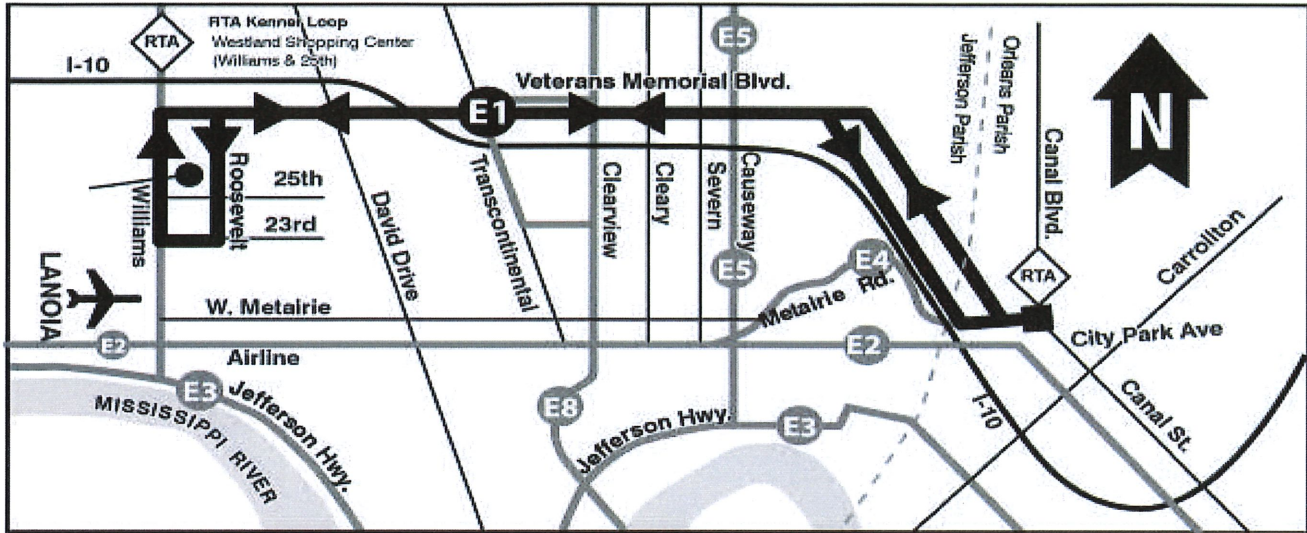 RTA
RTA Kennel Loop
Westland Shopping Center
(Williams & 25th)
I-10
Veterans Memorial Blvd.
E1
E5
Orleans Parish
Jefferson Parish
Canal Blvd.
N
Williams
Roosevelt
25th
23rd
David Drive
Transcontinental
Clearview
Cleary
Severn
Causeway
E5
E4
Metairie Rd.
RTA
Carrollton
LANOIA
W. Metairie
E2
Airline
E2
City Park Ave
E3
Jefferson Hwy.
MISSISSIPPI RIVER
E8
Jefferson Hwy.
E3
I-10
Canal St.